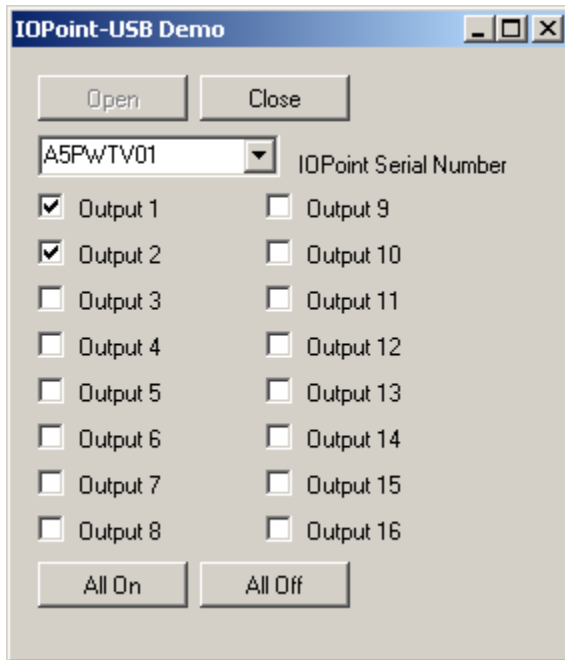 IOPoint-USB Demo
Open Close
A5PWTV01 IOPoint Serial Number
Output 1 Output 9
Output 2 Output 10
Output 3 Output 11
Output 4 Output 12
Output 5 Output 13
Output 6 Output 14
Output 7 Output 15
Output 8 Output 16
All On All Off